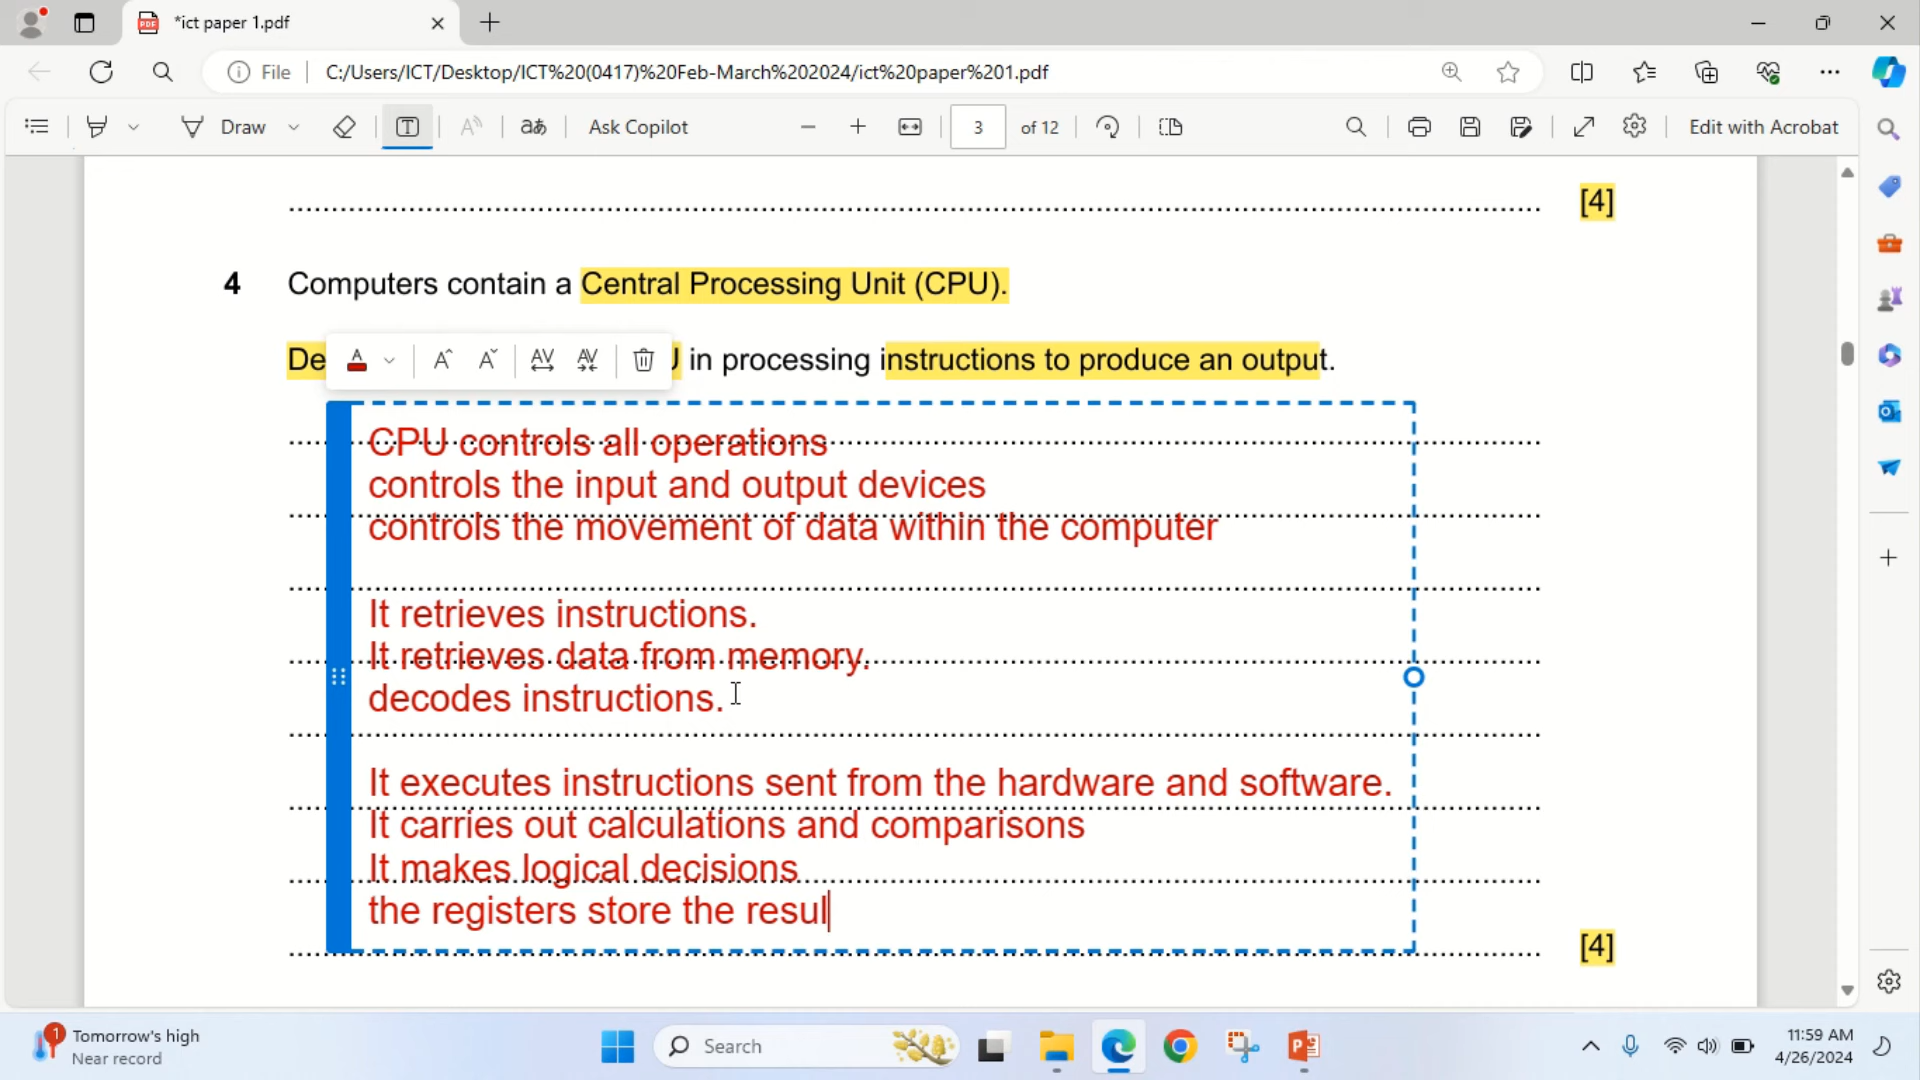 *ict paper 1.pdf
File
C:/Users/ICT/Desktop/ICT%20(0417)%20Feb-March%202024/ict%20paper%201.pdf
Draw
Ask Copilot
3
of 12
Edit with Acrobat
[4]
4 Computers contain a Central Processing Unit (CPU).
in processing instructions to produce an output.
CPU controls all operations
controls the input and output devices
controls the movement of data within the computer
It retrieves instructions.
It retrieves data from memory.
decodes instructions.
It executes instructions sent from the hardware and software.
It carries out calculations and comparisons
It makes logical decisions
the registers store the resul
[4]
1
Tomorrow's high
Near record
Search
11:59 AM
4/26/2024